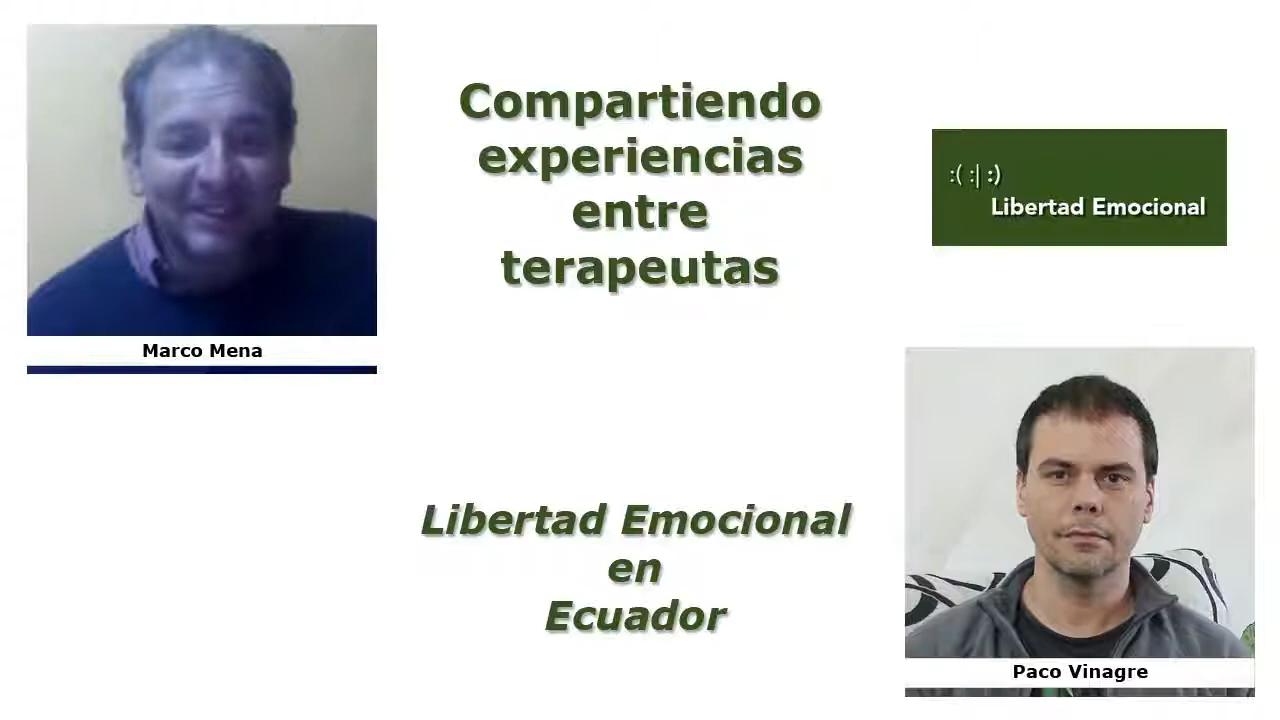 Compartiendo
experiencias
entre
terapeutas
:( :| :)
Libertad Emocional
Marco Mena
Libertad Emocional
en
Ecuador
Paco Vinagre